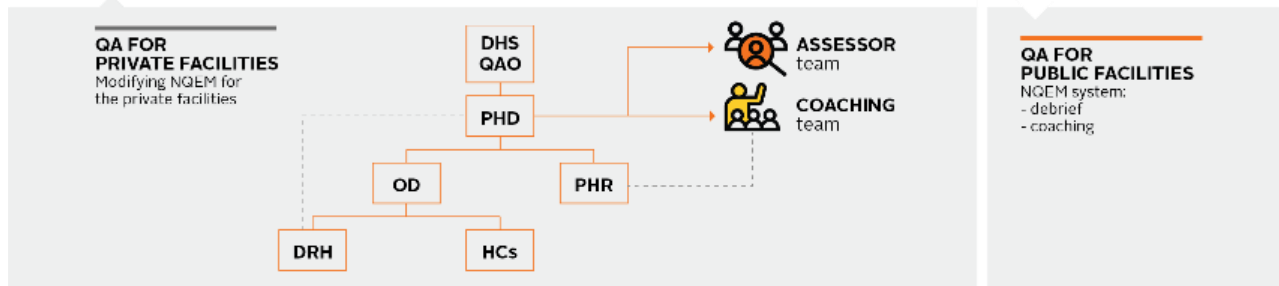 QA FOR
PRIVATE FACILITIES
Modifying NQEM for
the private facilities
DHS
QAO
PHD
OD
PHR
DRH
HCs
ASSESSOR
team
COACHING
team
QA FOR
PUBLIC FACILITIES
NQEM system:
- debrief
- coaching